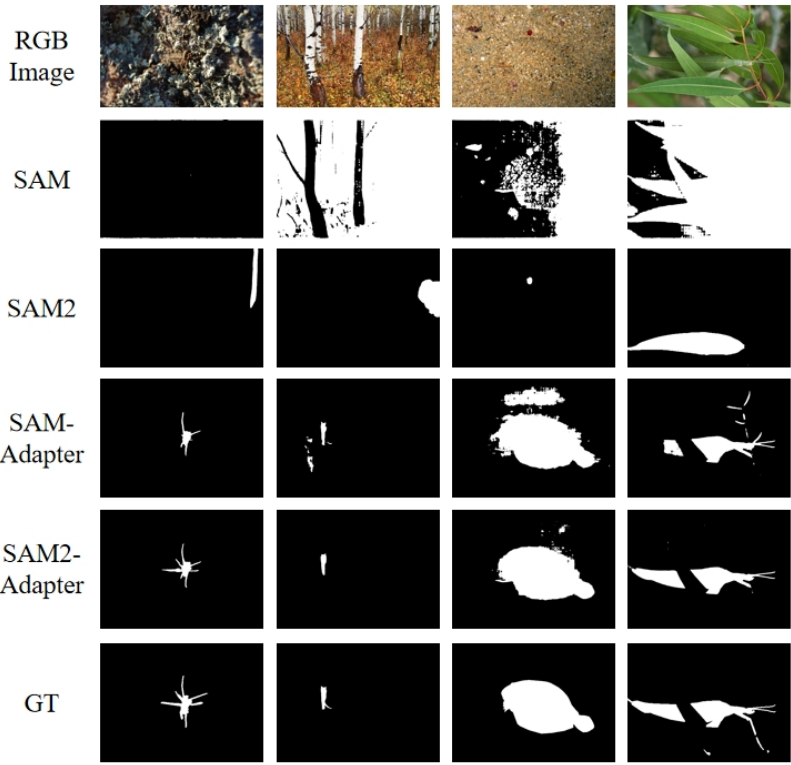 RGB
Image
SAM
SAM2
SAM-
Adapter
SAM2-
Adapter
GT